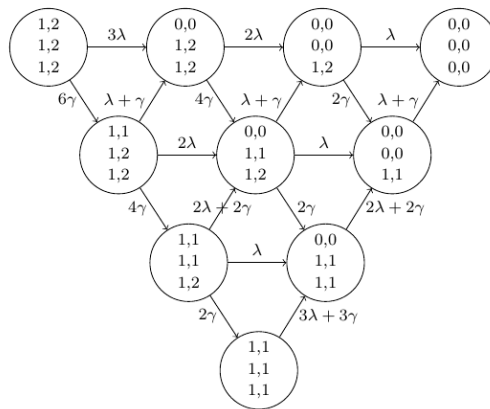 3λ 2λ λ
1,2 0,0 0,0 0,0
1,2 1,2 0,0 0,0
1,2 1,2 1,2 0,0
6γ λ + γ 4γ λ + γ 2γ λ + γ
2λ λ
1,1 0,0 0,0
1,2 1,1 0,0
1,2 1,2 1,1
4γ 2λ + 2γ 2γ 2λ + 2γ
λ
1,1 0,0
1,1 1,1
1,2 1,1
2γ 3λ + 3γ
1,1
1,1
1,1